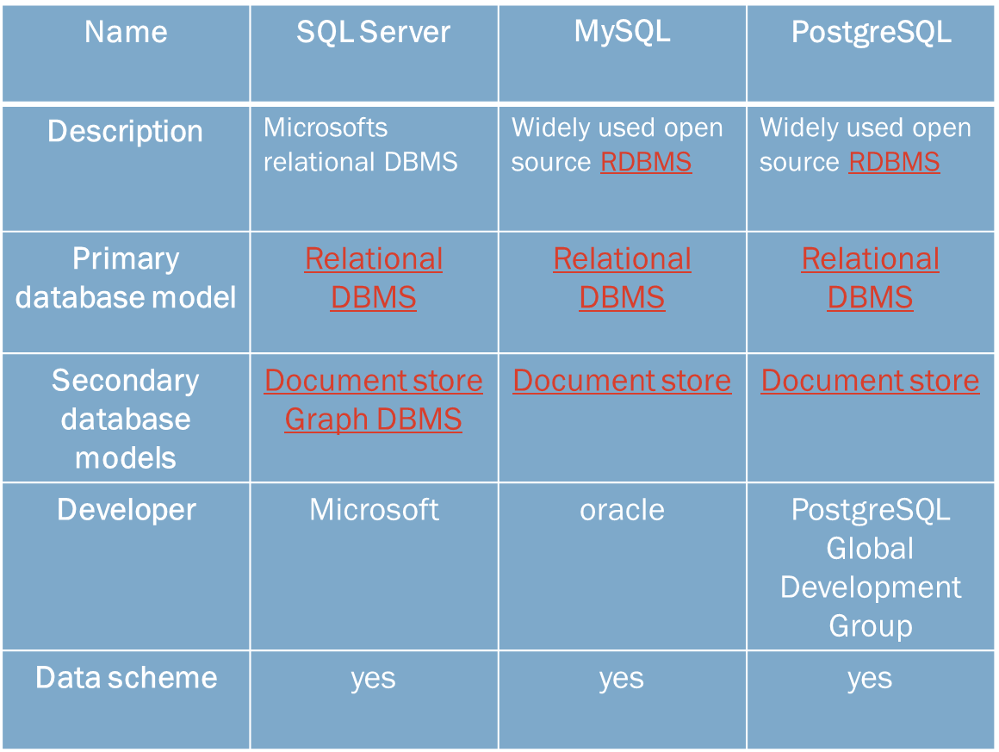 Name SQL Server MySQL PostgreSQL
Description Microsofts relational DBMS Widely used open source RDBMS Widely used open source RDBMS
Primary database model Relational DBMS Relational DBMS Relational DBMS
Secondary database models Document store Graph DBMS Document store Document store
Developer Microsoft oracle PostgreSQL Global Development Group
Data scheme yes yes yes